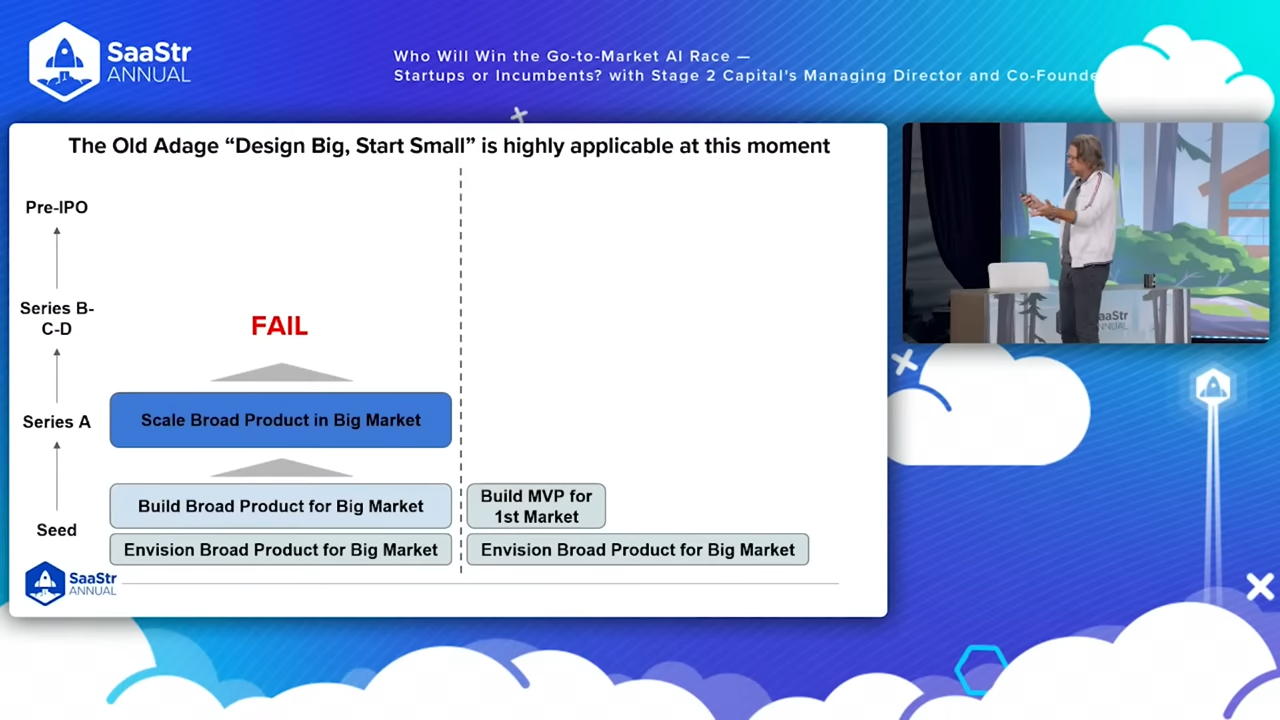 SaaStr
ANNUAL
Who Will Win the Go-to-Market AI Race —
Startups or Incumbents? with Stage 2 Capital's Managing Director and Co-Founde
The Old Adage “Design Big, Start Small” is highly applicable at this moment
Pre-IPO
Series B-
C-D
FAIL
Series A
Scale Broad Product in Big Market
Seed
Build Broad Product for Big Market
Build MVP for
1st Market
Envision Broad Product for Big Market
Envision Broad Product for Big Market
SaaStr
ANNUAL
aaStr
ANNUAL